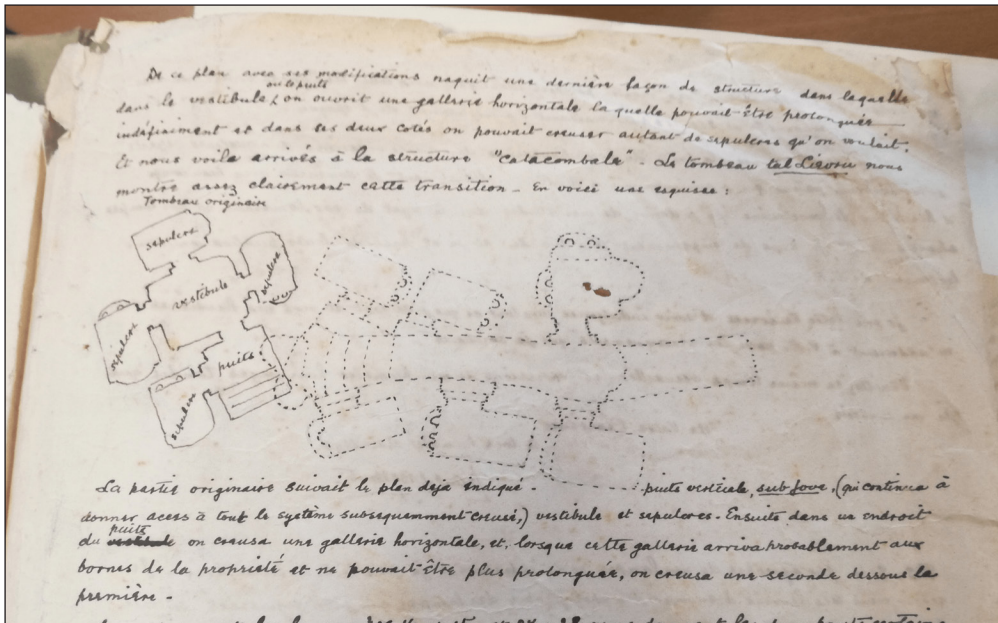 De ce plan avec ses modifications naquit une dernière façon de structure dans laquelle
ou le puits
dans le vestibule, on ouvrit une gallerie horizontale la quelle pouvait-être prolonguée
indéfiniment et dans ses deux cotés on pouvait creuser autant de sepulcres qu'on voulait.
Et nous voila arrivés à la structure "catacombale" - Le tombeau tal-Liebru nous
montre assez clairement cette transition - En voici une esquisse :
Tombeau originaire
sepulcre
sepulcre
vestibule
sepulcre
puits
sepulcre
La partie originaire suivait le plan deja indiqué - puits verticale, sub Jove, (qui continua à
donner acess à tout le système subsequemment creusé,) vestibule et sepulcres - Ensuite dans un endroit
puits
du vestibule on creusa une gallerie horizontale, et, lorsque cette gallerie arriva probablement aux
bornes de la propriété et ne pouvait-être plus prolonguée, on creusa une seconde dessous la
première -